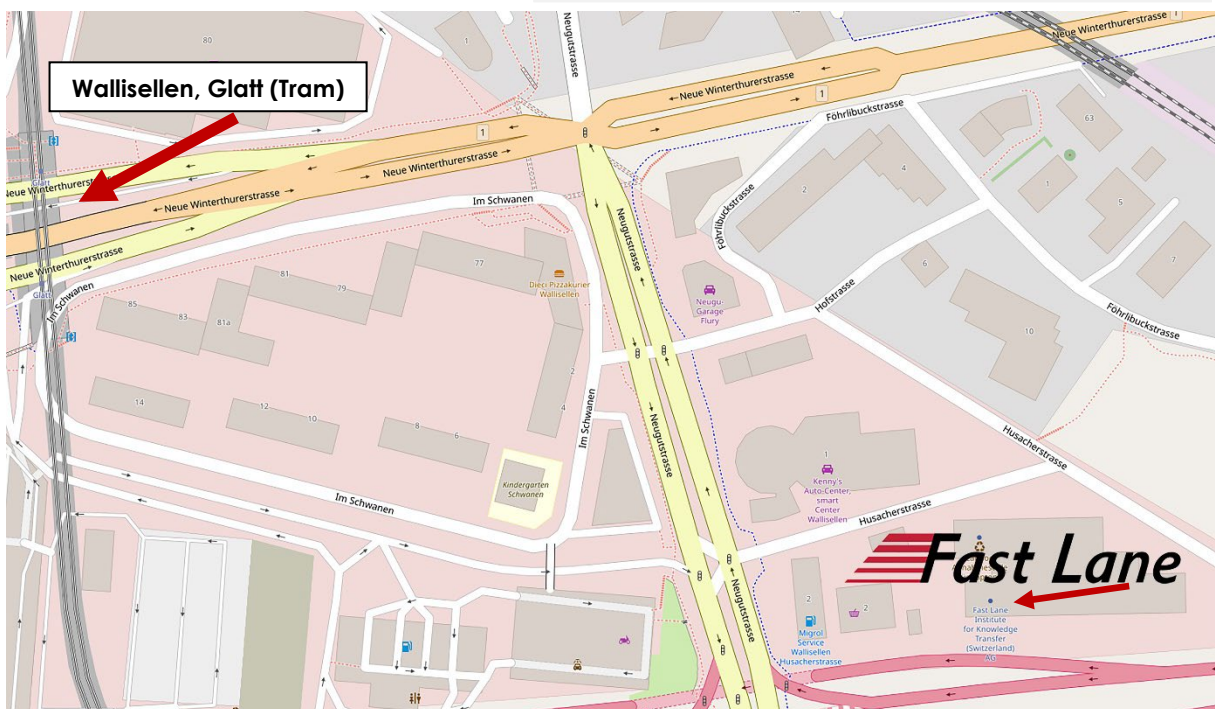 80
1
Neugutstrasse
1
Neue Winterthurerstrasse
Wallisellen, Glatt (Tram)
Neue Winterthurerstrasse
1
Neue Winterthurerstrasse
1
Föhrlibuckstrasse
63
Glatt
Neue Winterthurerstrasse
Neue Winterthurerstrasse
Im Schwanen
2
4
1
5
Föhrlibuckstrasse
Neue Winterthurerstrasse
Glatt
Im Schwanen
77
81
79
Dieci Pizzakurier
Wallisellen
Neugutstrasse
Neugu-
Garage
Flury
Hofstrasse
6
7
85
83
81a
10
Föhrlibuckstrasse
14
12
10
8
6
2
4
Im Schwanen
Neugutstrasse
Husacherstrasse
Kindergarten
Schwanen
1
Kenny's
Auto-Center,
smart
Center
Wallisellen
Im Schwanen
Husacherstrasse
Fast Lane
Neugutstrasse
2
2
Migrol
Service
Wallisellen
Husacherstrasse
Fast Lane
Institute
for Knowledge
Transfer
(Switzerland)
AG